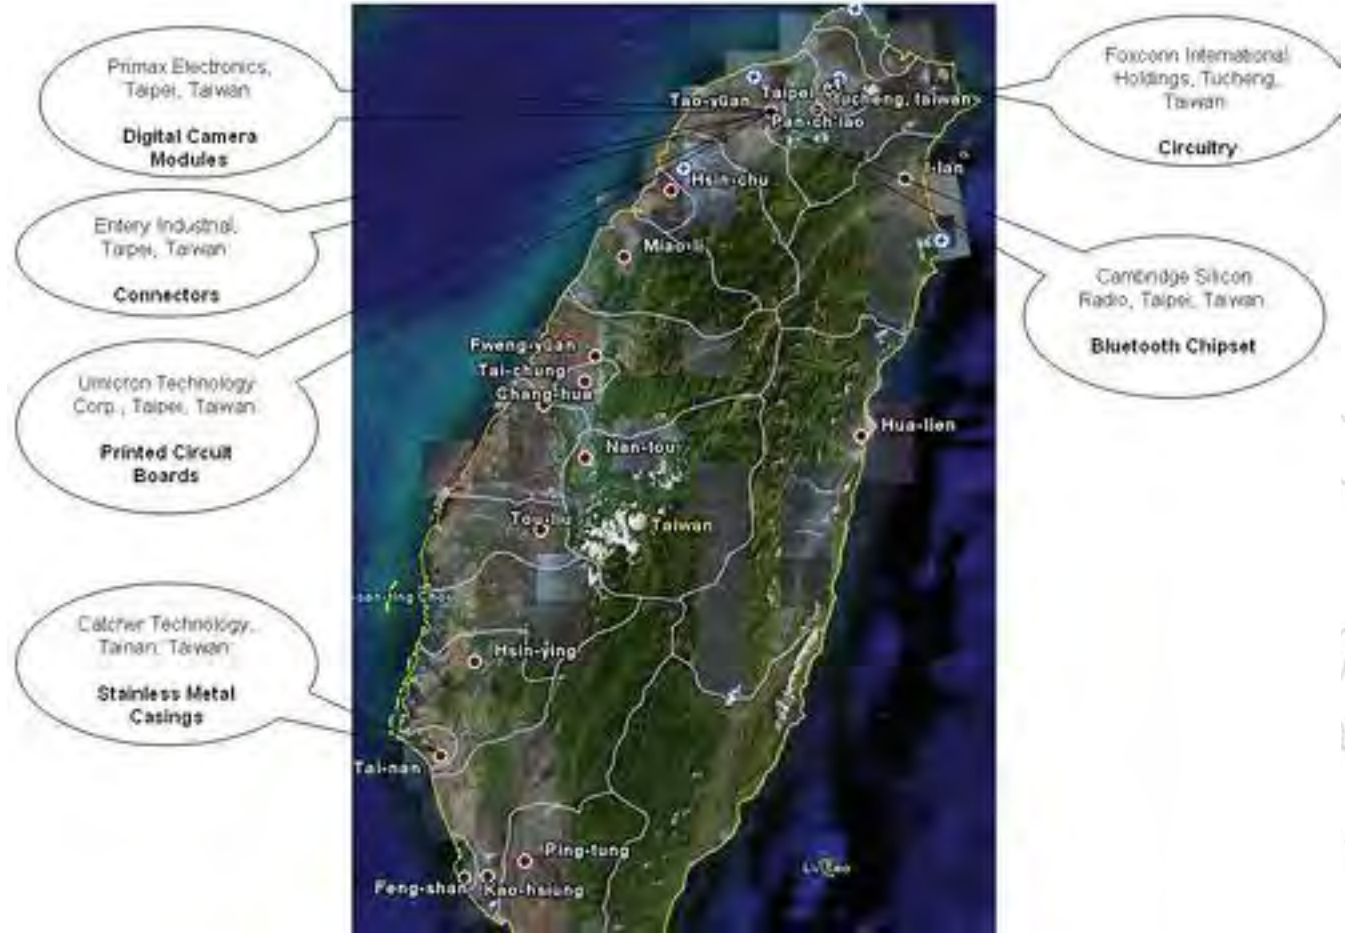 Primax Electronics,
Taipei, Taiwan
Digital Camera
Modules
Entery Industrial,
Taipei, Taiwan
Connectors
Umicron Technology
Corp., Taipei, Taiwan
Printed Circuit
Boards
Catcher Technology,
Tainan, Taiwan
Stainless Metal
Casings
Foxconn International
Holdings, Tucheng,
Taiwan
Circuitry
Cambridge Silicon
Radio, Taipei, Taiwan
Bluetooth Chipset
Taipei
Tao-yüan
Tucheng, taiwan
Pan-ch'iao
I-lan
Hsin-chu
Miao-li
Fweng-yüan
Tai-chung
Chang-hua
Hua-lien
Nan-tou
Tou-liu
Taiwan
Hsin-ying
Tai-nan
Ping-tung
Feng-shan
Kao-hsiung